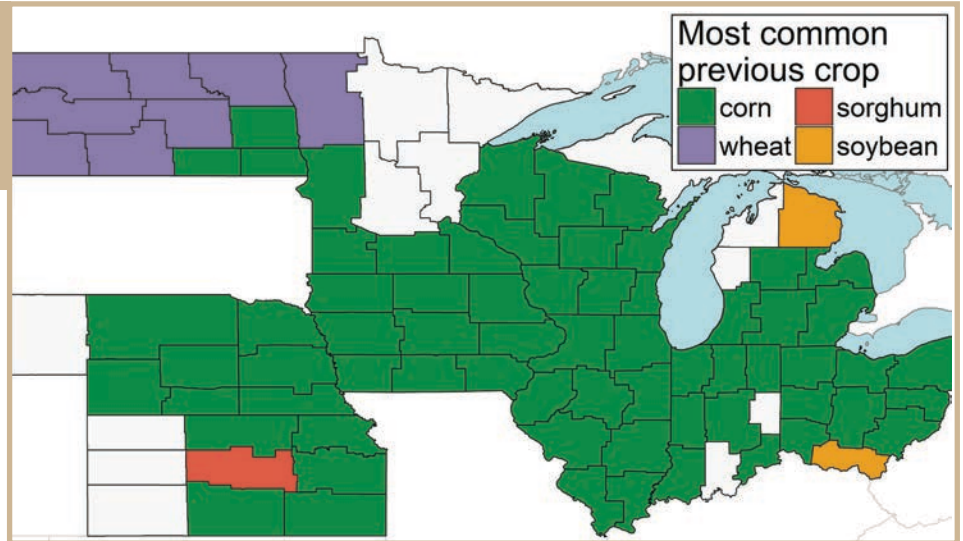 Most common
previous crop
corn
sorghum
wheat
soybean